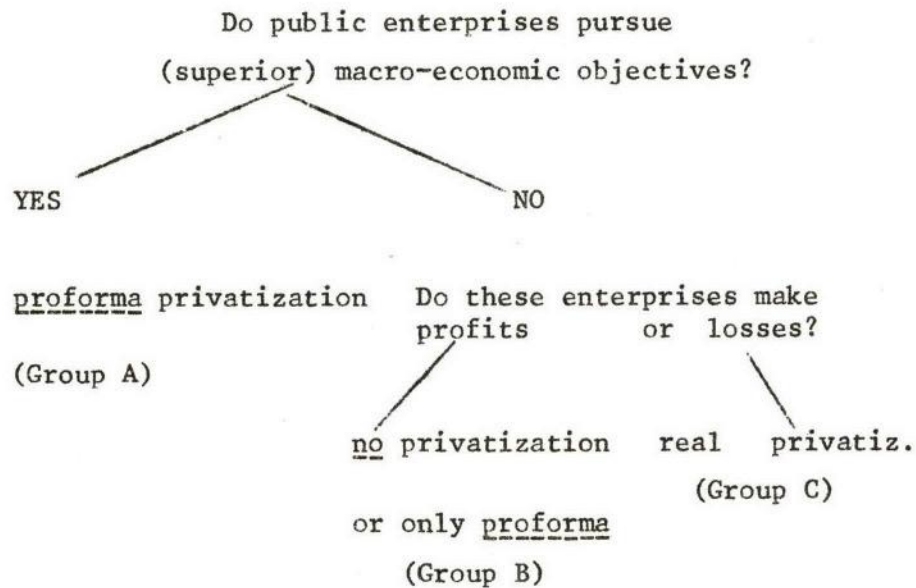 Do public enterprises pursue
(superior) macro-economic objectives?
YES NO
proforma privatization Do these enterprises make
profits or losses?
(Group A)
no privatization real privatiz.
(Group C)
or only proforma
(Group B)